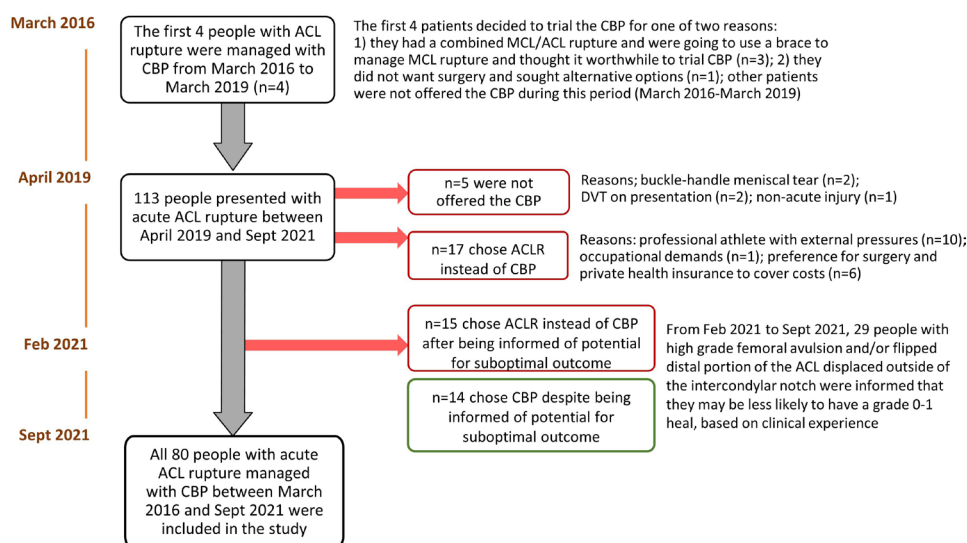 March 2016
The first 4 people with ACL
rupture were managed with
CBP from March 2016 to
March 2019 (n=4)
The first 4 patients decided to trial the CBP for one of two reasons:
1) they had a combined MCL/ACL rupture and were going to use a brace to
manage MCL rupture and thought it worthwhile to trial CBP (n=3); 2) they
did not want surgery and sought alternative options (n=1); other patients
were not offered the CBP during this period (March 2016-March 2019)
April 2019
113 people presented with
acute ACL rupture between
April 2019 and Sept 2021
n=5 were not
offered the CBP
Reasons; buckle-handle meniscal tear (n=2);
DVT on presentation (n=2); non-acute injury (n=1)
n=17 chose ACLR
instead of CBP
Reasons: professional athlete with external pressures (n=10);
occupational demands (n=1); preference for surgery and
private health insurance to cover costs (n=6)
Feb 2021
n=15 chose ACLR instead of CBP
after being informed of potential
for suboptimal outcome
From Feb 2021 to Sept 2021, 29 people with
high grade femoral avulsion and/or flipped
distal portion of the ACL displaced outside of
the intercondylar notch were informed that
they may be less likely to have a grade 0-1
heal, based on clinical experience
n=14 chose CBP despite being
informed of potential for
suboptimal outcome
Sept 2021
All 80 people with acute
ACL rupture managed
with CBP between March
2016 and Sept 2021 were
included in the study